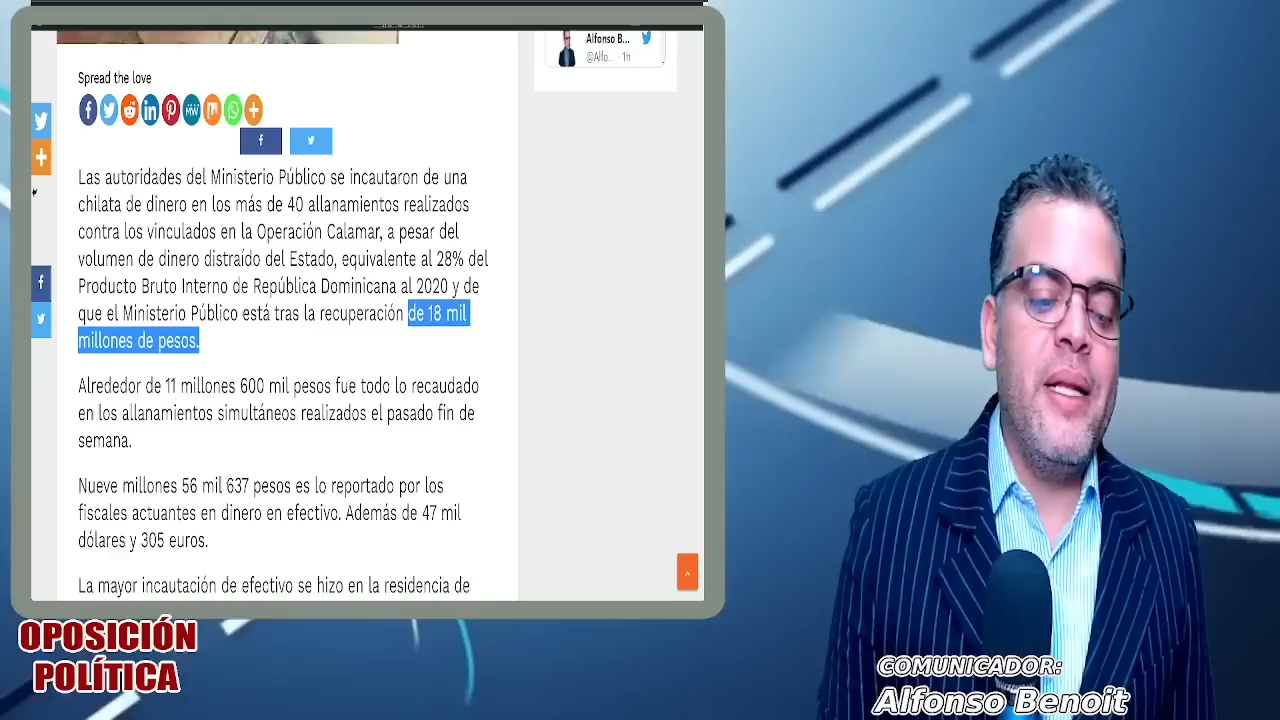 Alfonso B...
@Alfo... · 1h
Spread the love
Las autoridades del Ministerio Público se incautaron de una
chilata de dinero en los más de 40 allanamientos realizados
contra los vinculados en la Operación Calamar, a pesar del
volumen de dinero distraído del Estado, equivalente al 28% del
Producto Bruto Interno de República Dominicana al 2020 y de
que el Ministerio Público está tras la recuperación de 18 mil
millones de pesos.
Alrededor de 11 millones 600 mil pesos fue todo lo recaudado
en los allanamientos simultáneos realizados el pasado fin de
semana.
Nueve millones 56 mil 637 pesos es lo reportado por los
fiscales actuantes en dinero en efectivo. Además de 47 mil
dólares y 305 euros.
La mayor incautación de efectivo se hizo en la residencia de
OPOSICIÓN
POLÍTICA
COMUNICADOR:
Alfonso Benoit